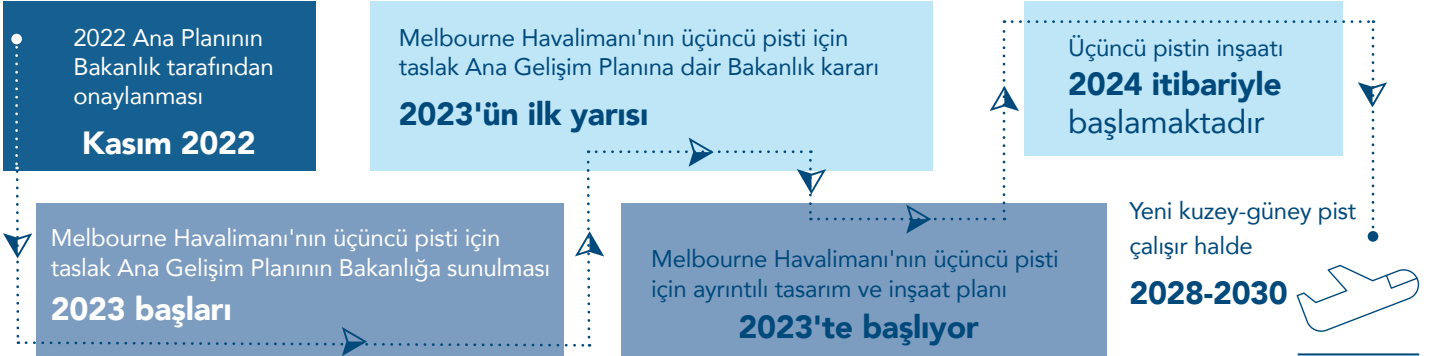 2022 Ana Planının
Bakanlık tarafından
onaylanması
Kasım 2022
Melbourne Havalimanı'nın üçüncü pisti için
taslak Ana Gelişim Planının Bakanlığa sunulması
2023 başları
Melbourne Havalimanı'nın üçüncü pisti için
taslak Ana Gelişim Planına dair Bakanlık kararı
2023'ün ilk yarısı
Melbourne Havalimanı'nın üçüncü pisti
için ayrıntılı tasarım ve inşaat planı
2023'te başlıyor
Üçüncü pistin inşaatı
2024 itibariyle
başlamaktadır
Yeni kuzey-güney pist
çalışır halde
2028-2030